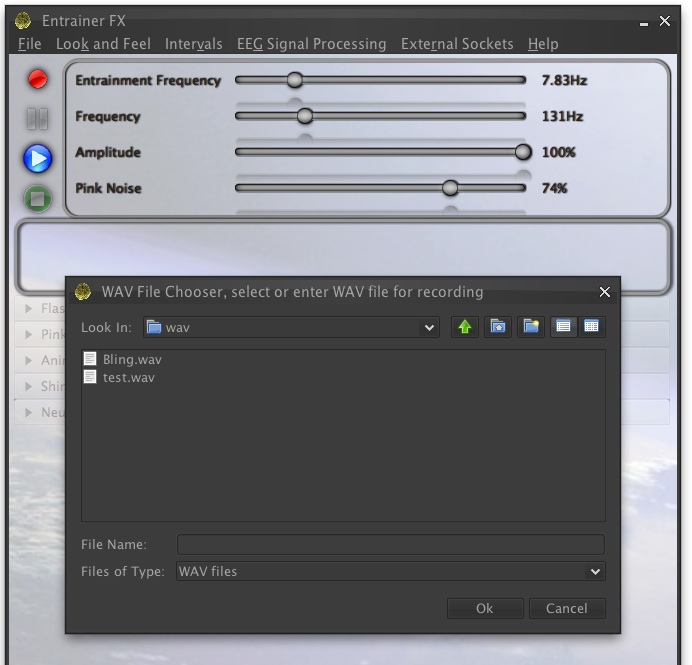 Entrainer FX
File Look and Feel Intervals EEG Signal Processing External Sockets Help
Entrainment Frequency 7.83Hz
Frequency 131Hz
Amplitude 100%
Pink Noise 74%
WAV File Chooser, select or enter WAV file for recording
Flas
Look In: wav
Pink
Bling.wav
Ani
test.wav
Shi
Neu
File Name:
Files of Type: WAV files
Ok Cancel